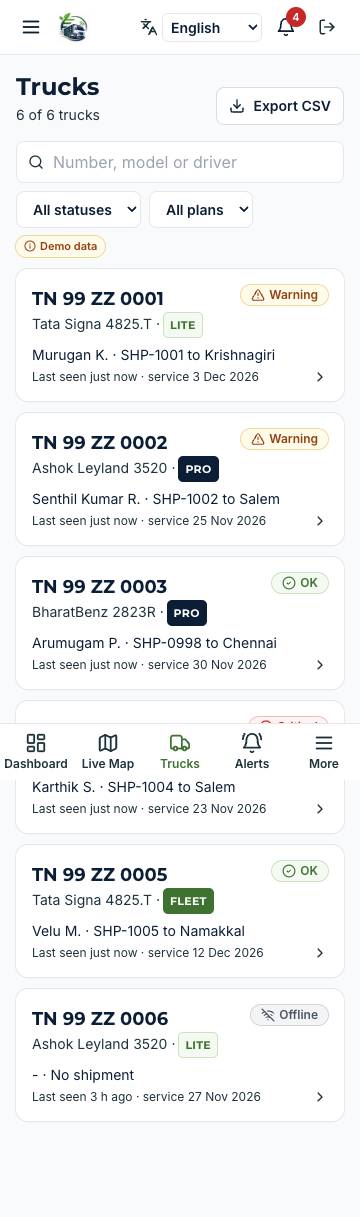 English
4
Trucks
6 of 6 trucks
Export CSV
Number, model or driver
All statuses
All plans
Demo data
TN 99 ZZ 0001
Warning
Tata Signa 4825.T · LITE
Murugan K. · SHP-1001 to Krishnagiri
Last seen just now · service 3 Dec 2026
TN 99 ZZ 0002
Warning
Ashok Leyland 3520 · PRO
Senthil Kumar R. · SHP-1002 to Salem
Last seen just now · service 25 Nov 2026
TN 99 ZZ 0003
OK
BharatBenz 2823R · PRO
Arumugam P. · SHP-0998 to Chennai
Last seen just now · service 30 Nov 2026
Dashboard
Live Map
Trucks
Alerts
More
Karthik S. · SHP-1004 to Salem
Last seen just now · service 23 Nov 2026
TN 99 ZZ 0005
OK
Tata Signa 4825.T · FLEET
Velu M. · SHP-1005 to Namakkal
Last seen just now · service 12 Dec 2026
TN 99 ZZ 0006
Offline
Ashok Leyland 3520 · LITE
- · No shipment
Last seen 3 h ago · service 27 Nov 2026